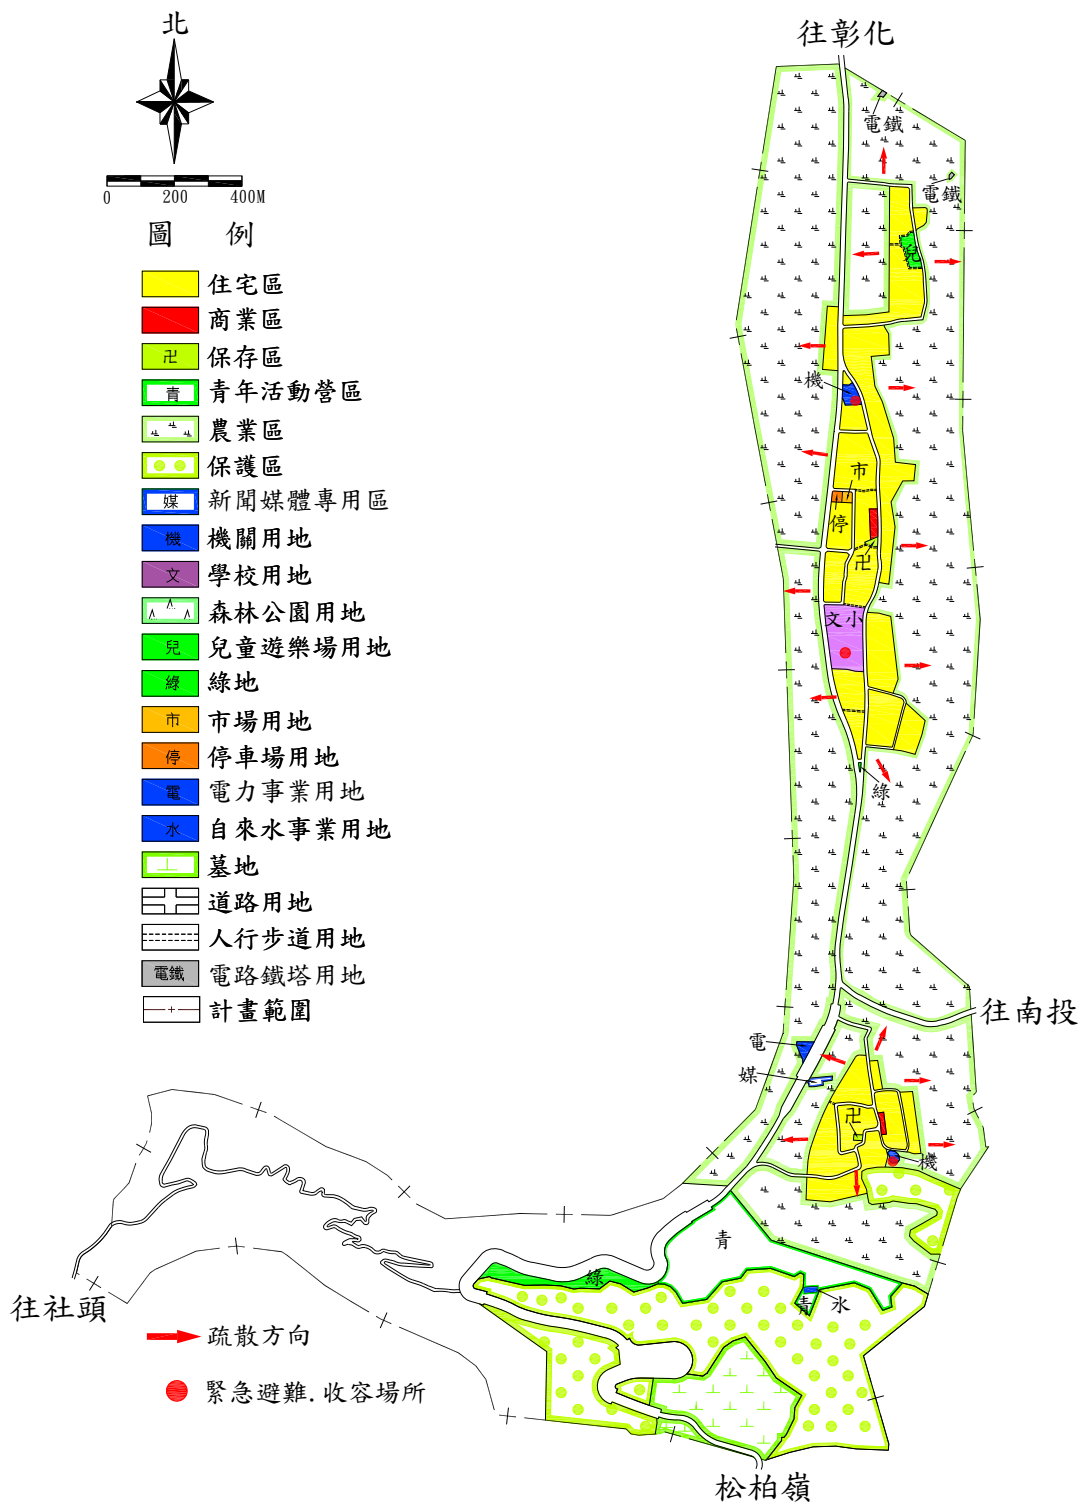 北
0 200 400M
圖 例
住宅區
商業區
卍 保存區
青 青年活動營區
農業區
保護區
媒 新聞媒體專用區
機 機關用地
文 學校用地
森林公園用地
兒 兒童遊樂場用地
綠 綠地
市 市場用地
停 停車場用地
電 電力事業用地
水 自來水事業用地
墓地
道路用地
人行步道用地
電鐵 電路鐵塔用地
計畫範圍
往彰化
電鐵
電鐵
兒
機
市
停
卍
文小
綠
往南投
電
媒
卍
機
青
綠
青 水
往社頭
疏散方向
緊急避難.收容場所
松柏嶺